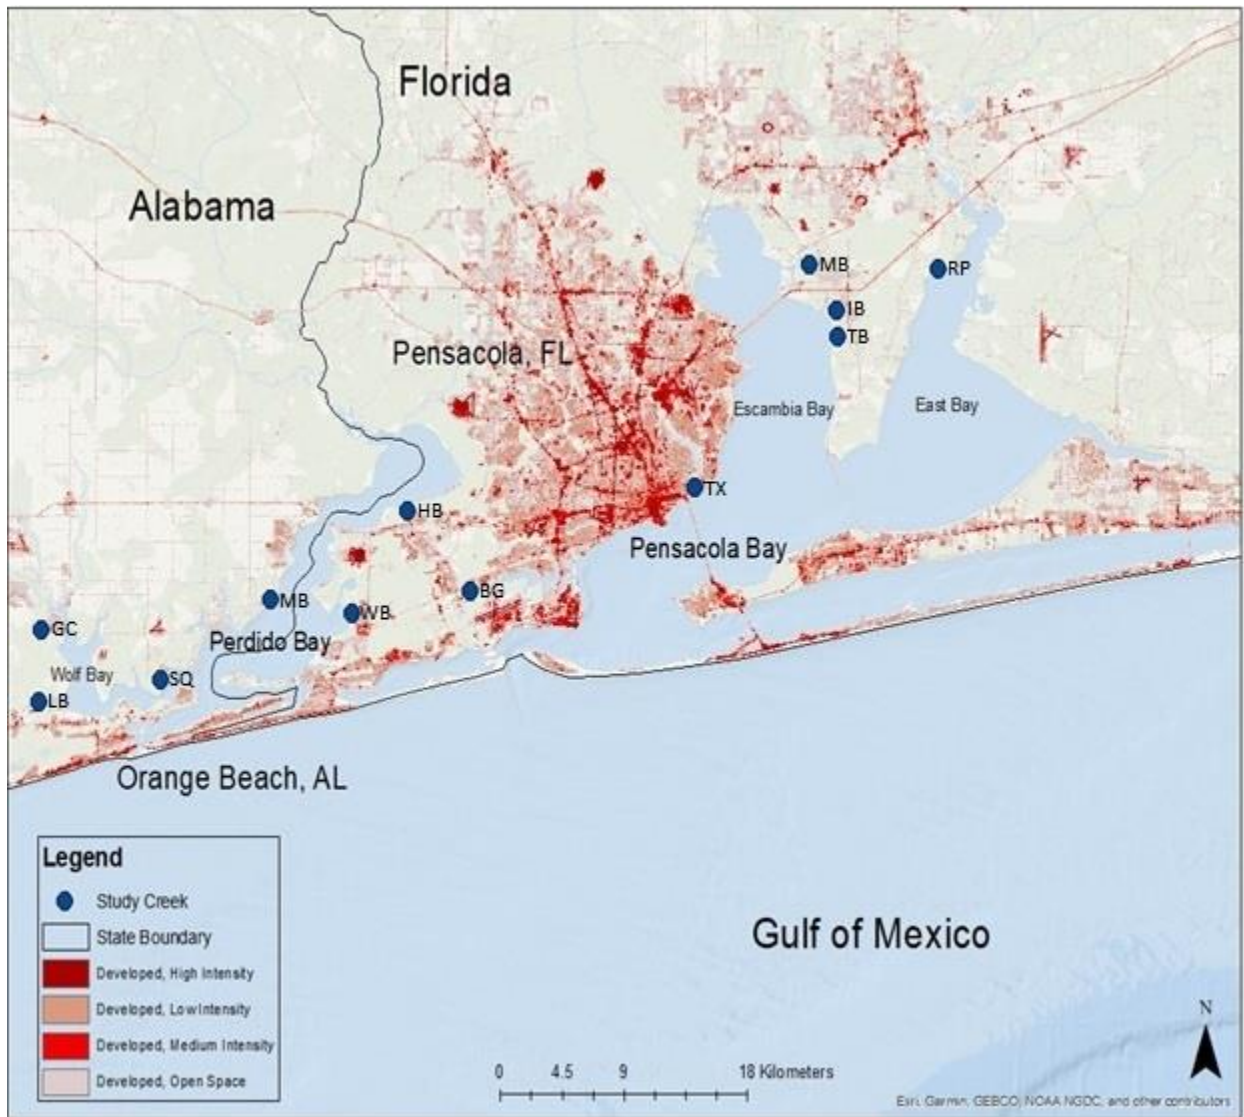 Florida
Alabama
MB
RP
IB
TB
Pensacola, FL
Escambia Bay
East Bay
TX
HB
Pensacola Bay
BG
MB
WB
GC
Perdido Bay
Wolf Bay
SQ
LB
Orange Beach, AL
Legend
Study Creek
State Boundary
Developed, High Intensity
Developed, Low Intensity
Developed, Medium Intensity
Developed, Open Space
Gulf of Mexico
N
0 4.5 9 18 Kilometers
Esri, Garmin, GEBCO, NOAA NGDC, and other contributors